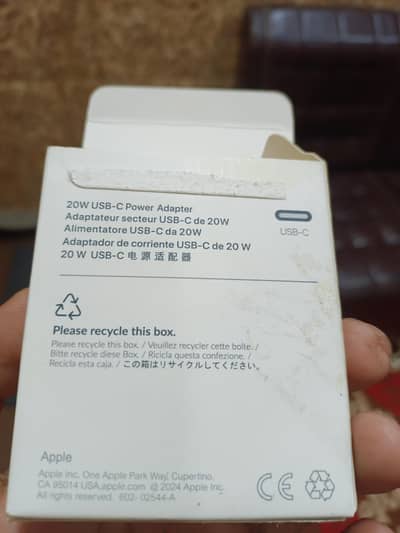 20W USB-C Power Adapter
Adaptateur secteur USB-C de 20W
Alimentatore USB-C da 20W
Adaptador de corriente USB-C de 20 W
20 W USB-C 电源适配器
USB-C
Please recycle this box.
Please recycle this box. / Veuillez recycler cette boîte. /
Bitte recycle diese Box. / Ricicla questa confezione. /
Recicla esta caja. / この箱はリサイクルしてください。
Apple
Apple Inc. One Apple Park Way, Cupertino,
CA 95014 USA.apple.com @ 2024 Apple Inc.
All rights reserved. 602- 02544-A
CE